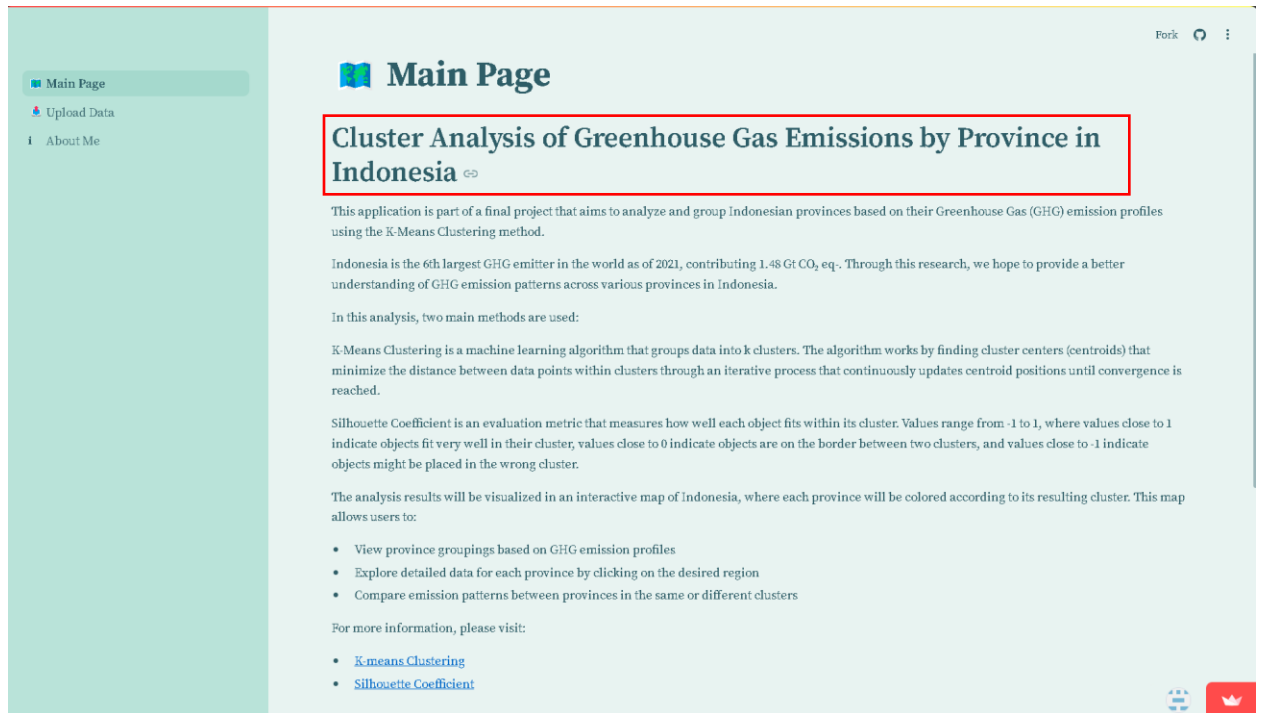 Fork
Main Page
Upload Data
About Me
Main Page
Cluster Analysis of Greenhouse Gas Emissions by Province in
Indonesia
This application is part of a final project that aims to analyze and group Indonesian provinces based on their Greenhouse Gas (GHG) emission profiles
using the K-Means Clustering method.
Indonesia is the 6th largest GHG emitter in the world as of 2021, contributing 1.48 Gt CO₂ eq-. Through this research, we hope to provide a better
understanding of GHG emission patterns across various provinces in Indonesia.
In this analysis, two main methods are used:
K-Means Clustering is a machine learning algorithm that groups data into k clusters. The algorithm works by finding cluster centers (centroids) that
minimize the distance between data points within clusters through an iterative process that continuously updates centroid positions until convergence is
reached.
Silhouette Coefficient is an evaluation metric that measures how well each object fits within its cluster. Values range from -1 to 1, where values close to 1
indicate objects fit very well in their cluster, values close to 0 indicate objects are on the border between two clusters, and values close to -1 indicate
objects might be placed in the wrong cluster.
The analysis results will be visualized in an interactive map of Indonesia, where each province will be colored according to its resulting cluster. This map
allows users to:
• View province groupings based on GHG emission profiles
• Explore detailed data for each province by clicking on the desired region
• Compare emission patterns between provinces in the same or different clusters
For more information, please visit:
• K-means Clustering
• Silhouette Coefficient